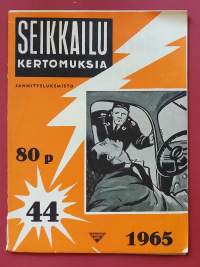 SEIKKAILU
KERTOMUKSIA
JÄNNITYSLUKEMISTO
80 p
44
1965